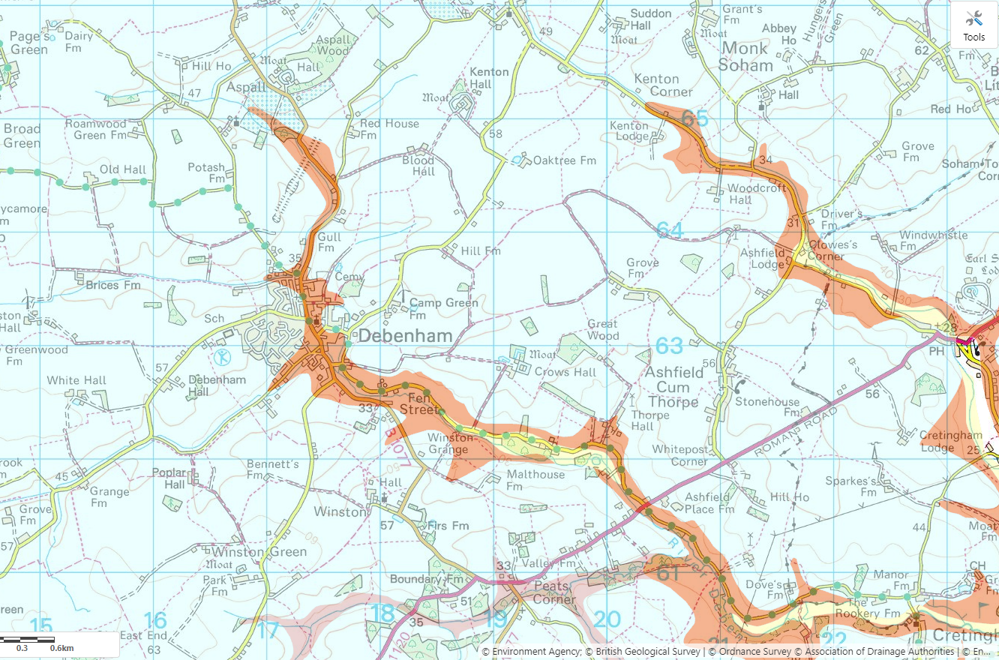 Page's
Green
Dairy
Fm
Hill Ho
Moat
Hall
Aspall
Wood
Aspall
47
49
Suddon
Hall
Moat
Grant's
Fm
Moat
Monk
Soham
Abbey
Ho
Green
62
Tools
Fm
Kenton
Hall
Moat
Kenton
Corner
Hall
Red Ho
Broad
Green
Roamwood
Green Fm
Red House
Fm
58
Kenton
Lodge
65
Grove
Fm
Old Hall
Potash
Fm
Blood
Hall
Oaktree Fm
34
Woodcroft
Hall
31
Driver's
Fm
64
Gull
Fm
35
Hill Fm
Ashfield
Lodge
Clowe's
Corner
Windwhistle
Fm
Grove
Fm
Brices Fm
Cemy
Camp Green
Fm
30
Sch
Debenham
Great
Wood
28
PH
Greenwood
Fm
57
Moat
Crows Hall
63
56
Ashfield
Cum
Thorpe
White Hall
Debenham
Hall
33
Fen
Street
Thorpe
Hall
Stonehouse
Fm
56
ROMAN ROAD
B1077
Winston
Grange
Whitepost
Corner
Cretingham
Lodge
25
45
Poplar
Hall
Bennett's
Fm
Grange
Fm
Hall
Malthouse
Fm
Sparkes's
Fm
Grove
Fm
Winston
57
Firs Fm
Ashfield
Place Fm
Hill Ho
44
57
60
River
Winston Green
Moat
Park
Fm
Boundary Fm
33
Valley Fm
61
Peats
Corner
51
Dove's
Fm
Manor
Fm
CH
The
Rookery Fm
15
16
17
18
35
19
20
22
East End
63
0.3
0.6km
© Environment Agency; © British Geological Survey | © Ordnance Survey © Association of Drainage Authorities | © En...